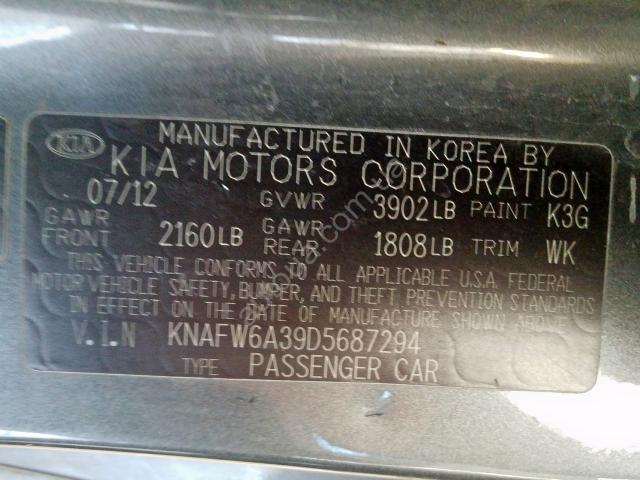 KIA MANUFACTURED IN KOREA BY
KIA MOTORS CORPORATION
07/12 GVWR 3902LB PAINT K3G
GAWR FRONT 2160LB GAWR REAR: 1808LB TRIM WK
THIS VEHICLE CONFORMS TO ALL APPLICABLE U.S.A. FEDERAL
MOTOR VEHICLE SAFETY, BUMPER, AND THEFT PREVENTION STANDARDS
IN EFFECT ON THE DATE OF MANUFACTURE SHOWN ABOVE
V.I.N KNAFW6A39D5687294
TYPE PASSENGER CAR